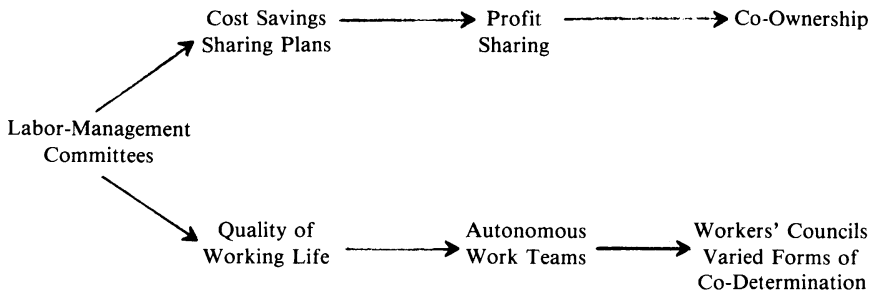 Cost Savings
Sharing Plans
Profit
Sharing
Co-Ownership
Labor-Management
Committees
Quality of
Working Life
Autonomous
Work Teams
Workers' Councils
Varied Forms of
Co-Determination